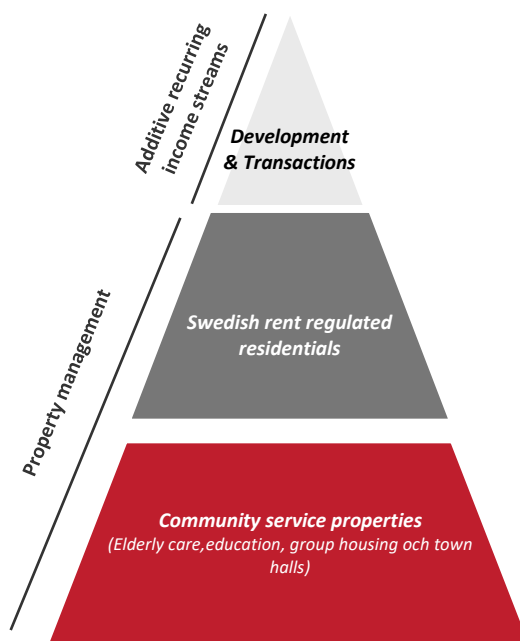 Additive recurring
income streams
Development
& Transactions
Property management
Swedish rent regulated
residentials
Community service properties
(Elderly care,education, group housing och town
halls)